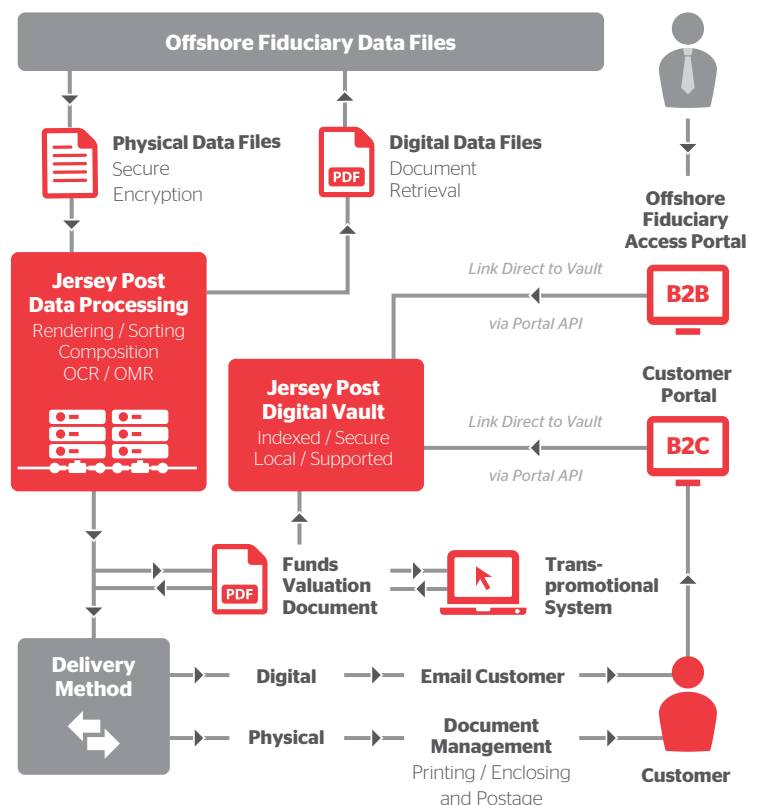 Offshore Fiduciary Data Files
Physical Data Files
Secure
Encryption
PDF
Digital Data Files
Document
Retrieval
Offshore
Fiduciary
Access Portal
Jersey Post
Data Processing
Rendering / Sorting
Composition
OCR / OMR
Link Direct to Vault
via Portal API
B2B
Jersey Post
Digital Vault
Indexed / Secure
Local / Supported
Customer
Portal
Link Direct to Vault
via Portal API
B2C
PDF
Funds
Valuation
Document
Trans-
promotional
System
Delivery
Method
Digital
Email Customer
Physical
Document
Management
Printing / Enclosing
and Postage
Customer